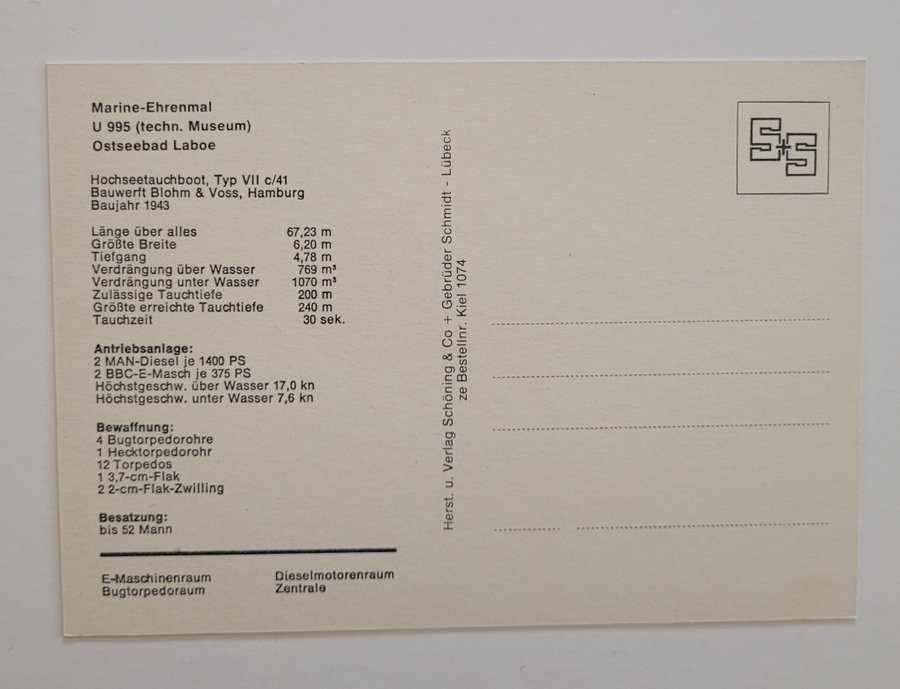 Marine-Ehrenmal
U 995 (techn. Museum)
Ostseebad Laboe
Hochseetauchboot, Typ VII c/41
Bauwerft Blohm & Voss, Hamburg
Baujahr 1943
Länge über alles 67,23 m
Größte Breite 6,20 m
Tiefgang 4,78 m
Verdrängung über Wasser 769 m³
Verdrängung unter Wasser 1070 m³
Zulässige Tauchtiefe 200 m
Größte erreichte Tauchtiefe 240 m
Tauchzeit 30 sek.
Antriebsanlage:
2 MAN-Diesel je 1400 PS
2 BBC-E-Masch je 375 PS
Höchstgeschw. über Wasser 17,0 kn
Höchstgeschw. unter Wasser 7,6 kn
Bewaffnung:
4 Bugtorpedorohre
1 Hecktorpedorohr
12 Torpedos
1 3,7-cm-Flak
2 2-cm-Flak-Zwilling
Besatzung:
bis 52 Mann
E-Maschinenraum Dieselmotorenraum
Bugtorpedoraum Zentrale
Herst. u. Verlag Schöning & Co + Gebrüder Schmidt - Lübeck
ze Bestellnr. Kiel 1074
S+S